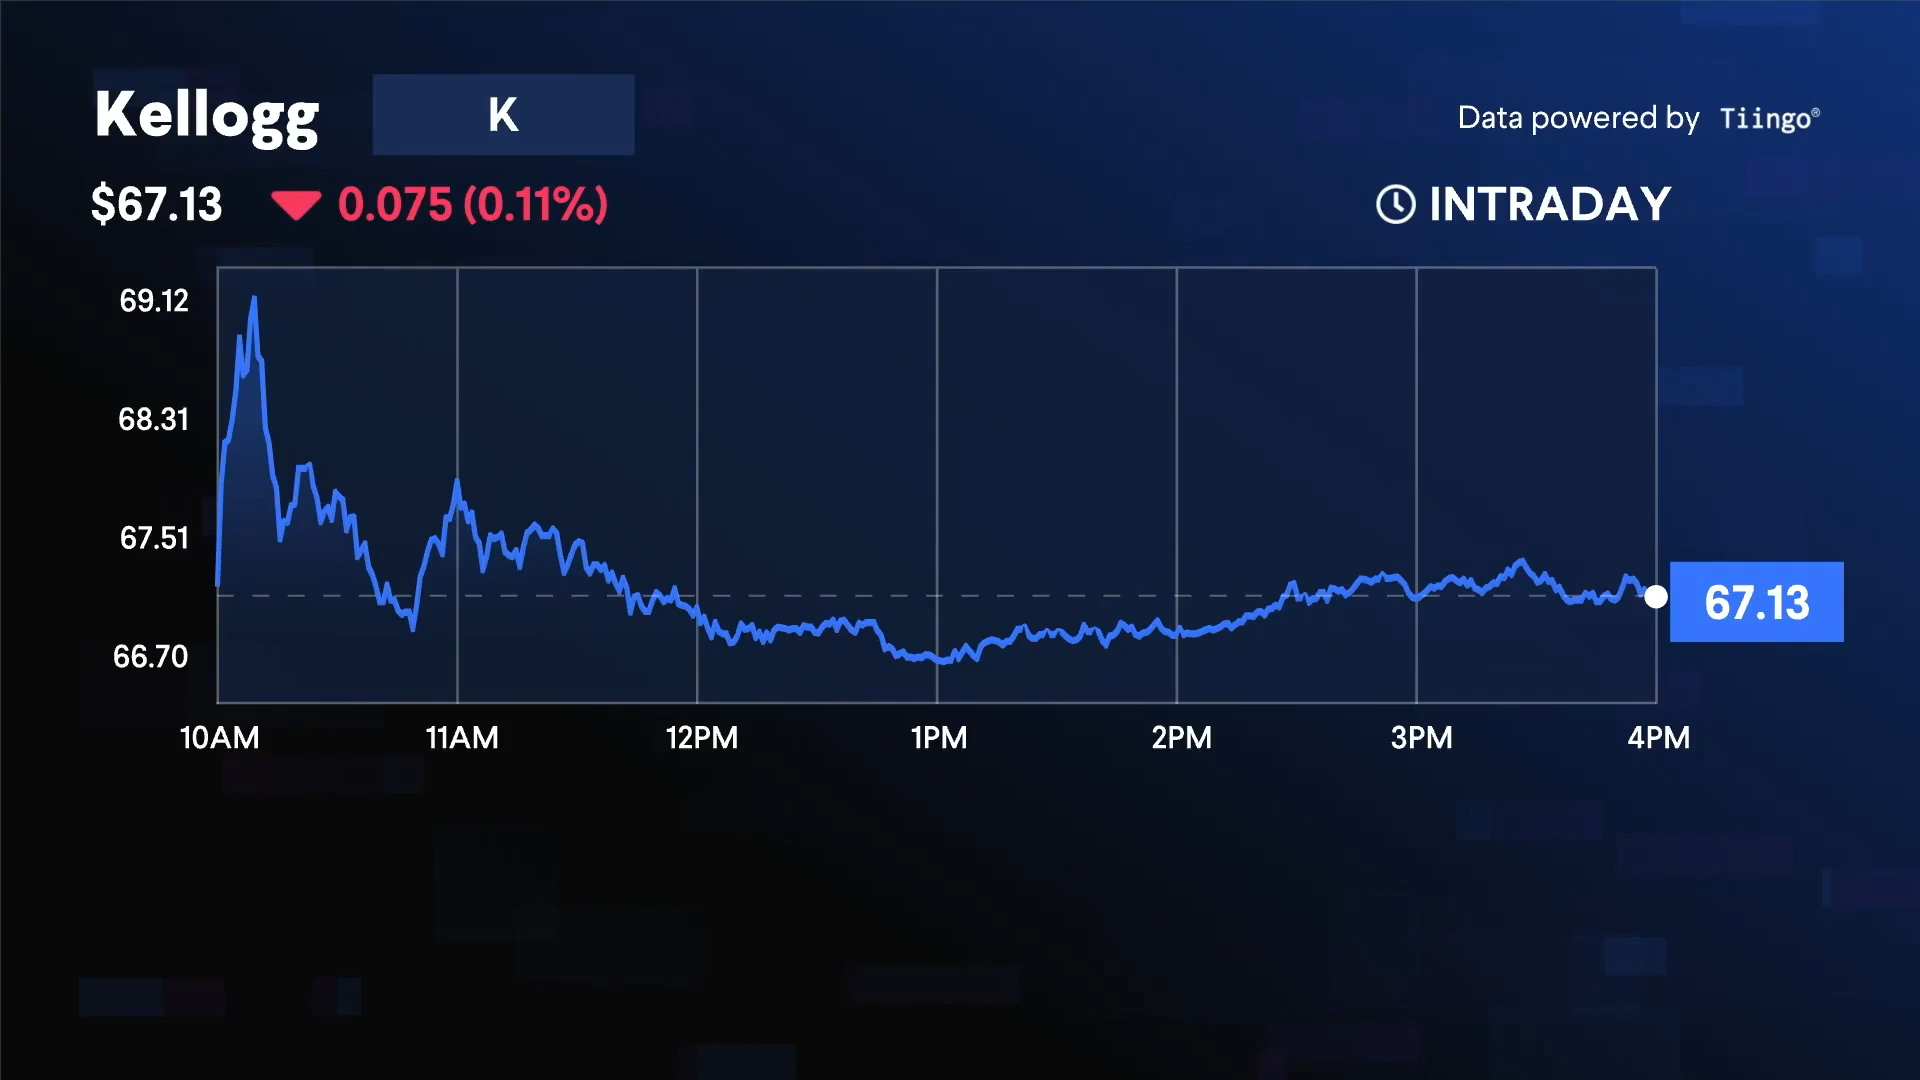 Kellogg K
Data powered by Tiingo®
$67.13 0.075 (0.11%)
INTRADAY
69.12
68.31
67.51
66.70
67.13
10AM 11AM 12PM 1PM 2PM 3PM 4PM